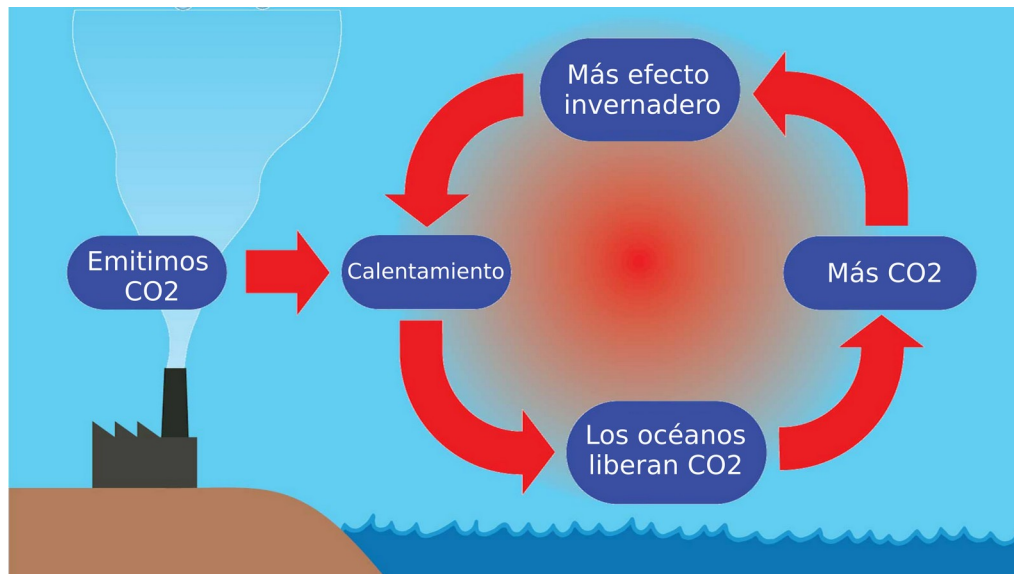 Emitimos
CO2
Calentamiento
Los océanos
liberan CO2
Más CO2
Más efecto
invernadero